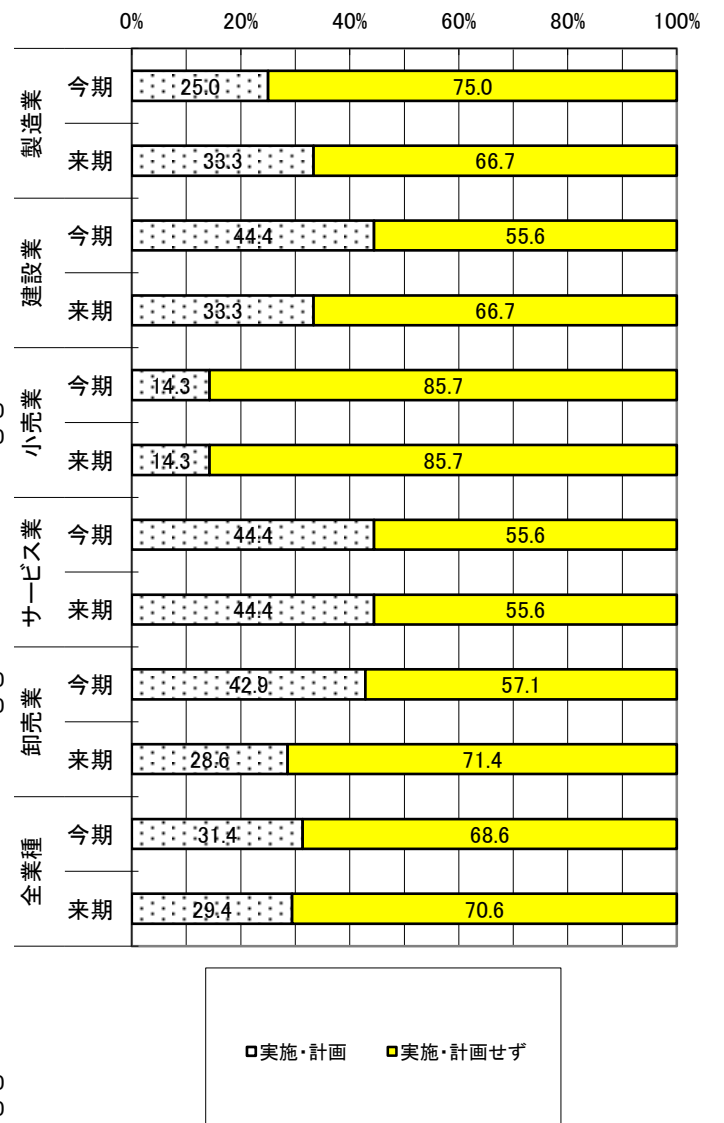 0% 20% 40% 60% 80% 100%
製造業
今期 25.0 75.0
来期 33.3 66.7
建設業
今期 44.4 55.6
来期 33.3 66.7
小売業
今期 14.3 85.7
来期 14.3 85.7
サービス業
今期 44.4 55.6
来期 44.4 55.6
卸売業
今期 42.9 57.1
来期 28.6 71.4
全業種
今期 31.4 68.6
来期 29.4 70.6
実施・計画 実施・計画せず